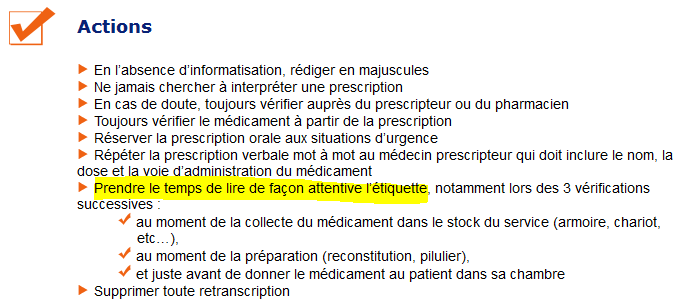 Actions
En l’absence d’informatisation, rédiger en majuscules
Ne jamais chercher à interpréter une prescription
En cas de doute, toujours vérifier auprès du prescripteur ou du pharmacien
Toujours vérifier le médicament à partir de la prescription
Réserver la prescription orale aux situations d’urgence
Répéter la prescription verbale mot à mot au médecin prescripteur qui doit inclure le nom, la
dose et la voie d’administration du médicament
Prendre le temps de lire de façon attentive l’étiquette, notamment lors des 3 vérifications
successives :
au moment de la collecte du médicament dans le stock du service (armoire, chariot,
etc…),
au moment de la préparation (reconstitution, pilulier),
et juste avant de donner le médicament au patient dans sa chambre
Supprimer toute retranscription